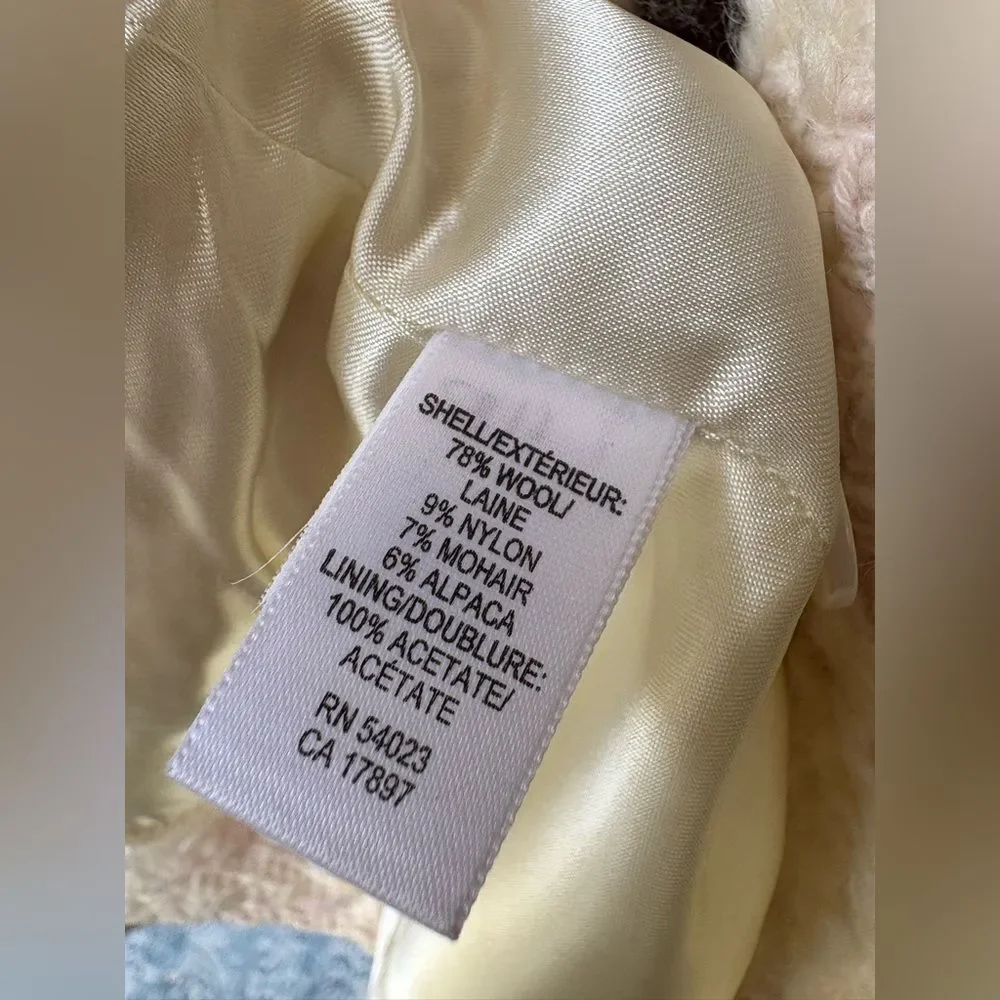 SHELL/EXTÉRIEUR:
78% WOOL/
LAINE
9% NYLON
7% MOHAIR
6% ALPACA
LINING/DOUBLURE:
100% ACETATE/
ACÉTATE
RN 54023
CA 17897